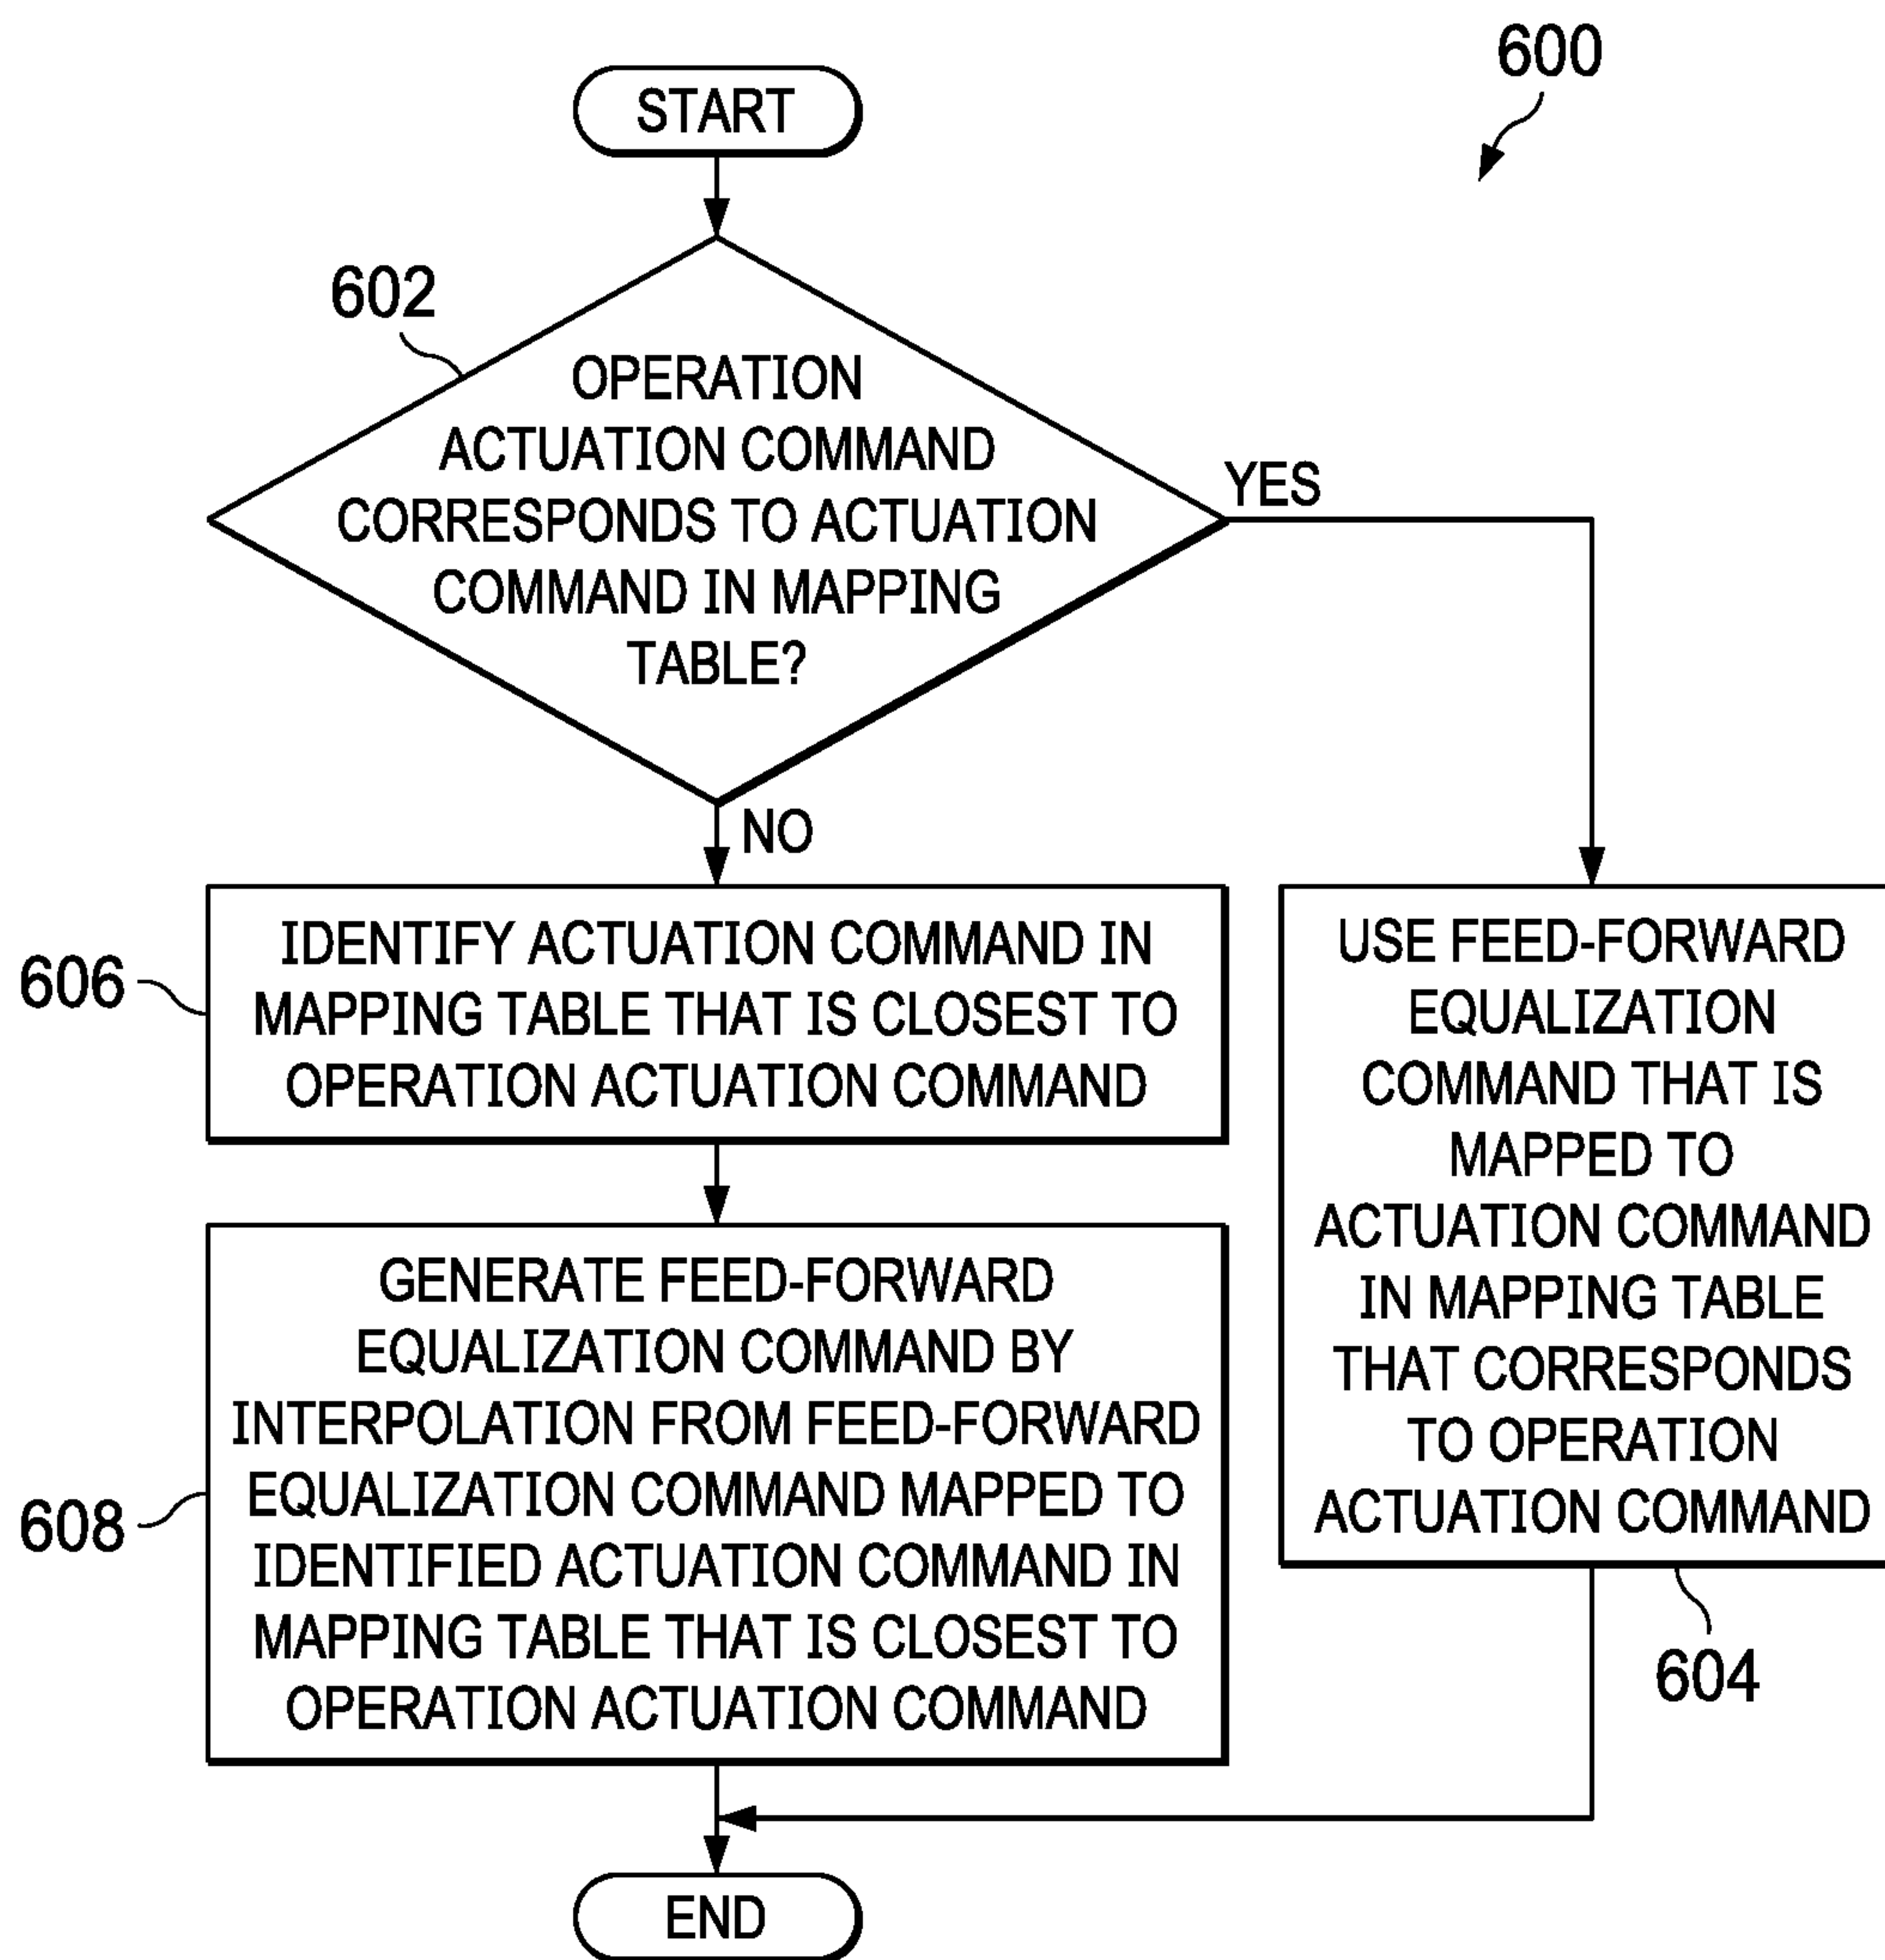 600
START
602
OPERATION
ACTUATION COMMAND
CORRESPONDS TO ACTUATION
COMMAND IN MAPPING
TABLE?
YES
NO
606
IDENTIFY ACTUATION COMMAND IN
MAPPING TABLE THAT IS CLOSEST TO
OPERATION ACTUATION COMMAND
USE FEED-FORWARD
EQUALIZATION
COMMAND THAT IS
MAPPED TO
ACTUATION COMMAND
IN MAPPING TABLE
THAT CORRESPONDS
TO OPERATION
ACTUATION COMMAND
604
608
GENERATE FEED-FORWARD
EQUALIZATION COMMAND BY
INTERPOLATION FROM FEED-FORWARD
EQUALIZATION COMMAND MAPPED TO
IDENTIFIED ACTUATION COMMAND IN
MAPPING TABLE THAT IS CLOSEST TO
OPERATION ACTUATION COMMAND
END